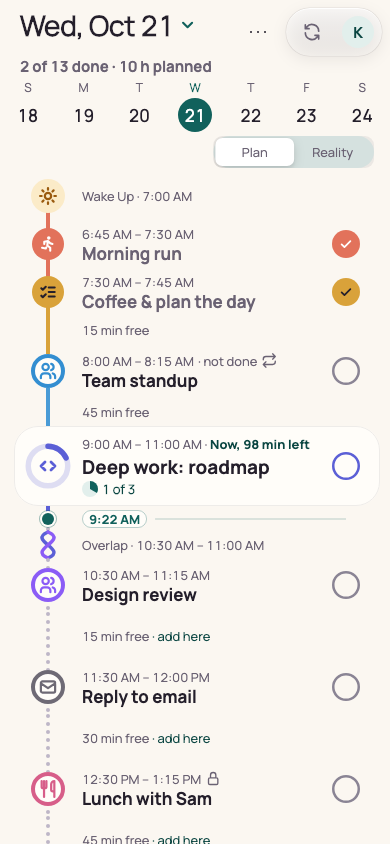 Wed, Oct 21
...
K
2 of 13 done · 10 h planned
S M T W T F S
18 19 20 21 22 23 24
Plan Reality
Wake Up · 7:00 AM
6:45 AM – 7:30 AM
Morning run
7:30 AM – 7:45 AM
Coffee & plan the day
15 min free
8:00 AM – 8:15 AM · not done
Team standup
45 min free
9:00 AM – 11:00 AM · Now, 98 min left
Deep work: roadmap
1 of 3
9:22 AM
Overlap · 10:30 AM – 11:00 AM
10:30 AM – 11:15 AM
Design review
15 min free · add here
11:30 AM – 12:00 PM
Reply to email
30 min free · add here
12:30 PM – 1:15 PM
Lunch with Sam
45 min free · add here